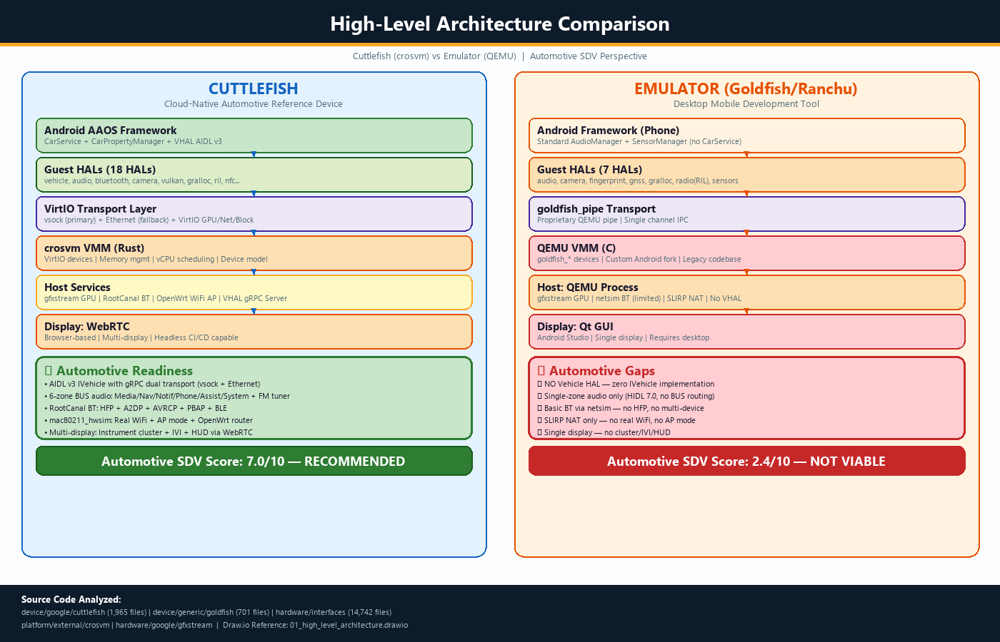 High-Level Architecture Comparison
Cuttlefish (crosvm) vs Emulator (QEMU) | Automotive SDV Perspective
CUTTLEFISH
Cloud-Native Automotive Reference Device
Android AAOS Framework
CarService + CarPropertyManager + VHAL AIDL v3
Guest HALs (18 HALs)
vehicle, audio, bluetooth, camera, vulkan, gralloc, ril, nfc...
VirtIO Transport Layer
vsock (primary) + Ethernet (fallback) + VirtIO GPU/Net/Block
crosvm VMM (Rust)
VirtIO devices | Memory mgmt | vCPU scheduling | Device model
Host Services
gfxstream GPU | RootCanal BT | OpenWrt WiFi AP | VHAL gRPC Server
Display: WebRTC
Browser-based | Multi-display | Headless CI/CD capable
Automotive Readiness
• AIDL v3 IVehicle with gRPC dual transport (vsock + Ethernet)
• 6-zone BUS audio: Media/Nav/Notif/Phone/Assist/System + FM tuner
• RootCanal BT: HFP + A2DP + AVRCP + PBAP + BLE
• mac80211_hwsim: Real WiFi + AP mode + OpenWrt router
• Multi-display: Instrument cluster + IVI + HUD via WebRTC
Automotive SDV Score: 7.0/10 — RECOMMENDED
EMULATOR (Goldfish/Ranchu)
Desktop Mobile Development Tool
Android Framework (Phone)
Standard AudioManager + SensorManager (no CarService)
Guest HALs (7 HALs)
audio, camera, fingerprint, gnss, gralloc, radio(RIL), sensors
goldfish_pipe Transport
Proprietary QEMU pipe | Single channel IPC
QEMU VMM (C)
goldfish_* devices | Custom Android fork | Legacy codebase
Host: QEMU Process
gfxstream GPU | netsim BT (limited) | SLIRP NAT | No VHAL
Display: Qt GUI
Android Studio | Single display | Requires desktop
Automotive Gaps
NO Vehicle HAL — zero IVehicle implementation
Single-zone audio only (HIDL 7.0, no BUS routing)
Basic BT via netsim — no HFP, no multi-device
SLIRP NAT only — no real WiFi, no AP mode
Single display — no cluster/IVI/HUD
Automotive SDV Score: 2.4/10 — NOT VIABLE
Source Code Analyzed:
device/google/cuttlefish (1,965 files) | device/generic/goldfish (701 files) | hardware/interfaces (14,742 files)
platform/external/crosvm | hardware/google/gfxstream | Draw.io Reference: 01_high_level_architecture.drawio